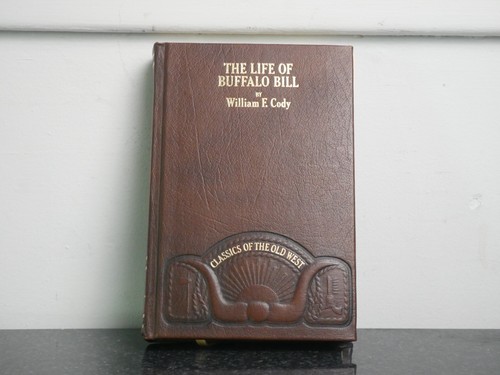 THE LIFE OF
BUFFALO BILL
BY
William F. Cody
CLASSICS OF THE OLD WEST